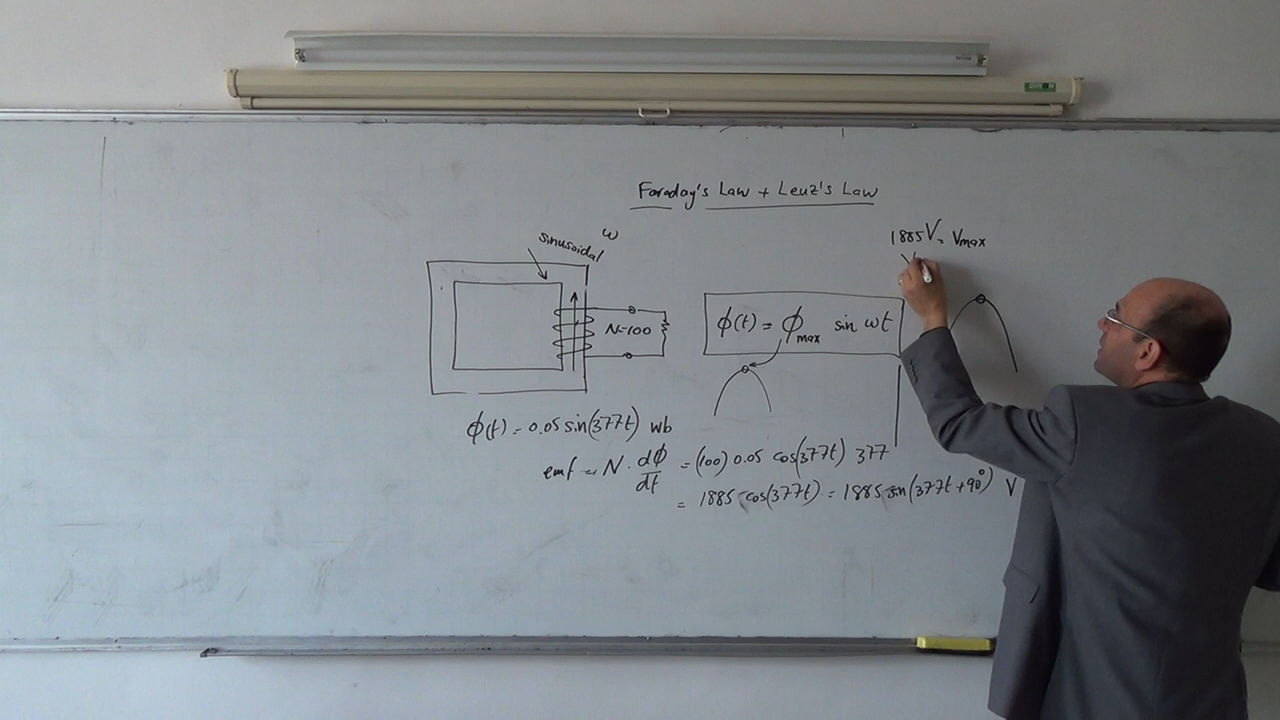 Faraday's Law + Lenz's Law
sinusoidal ω
1885V = Vmax
V
N=100
ϕ(t) = ϕmax sin ωt
ϕ(t) = 0.05 sin(377t) wb
emf = N · dϕ/dt = (100) 0.05 cos(377t) 377
= 1885 cos(377t) = 1885 sin(377t + 90°) V